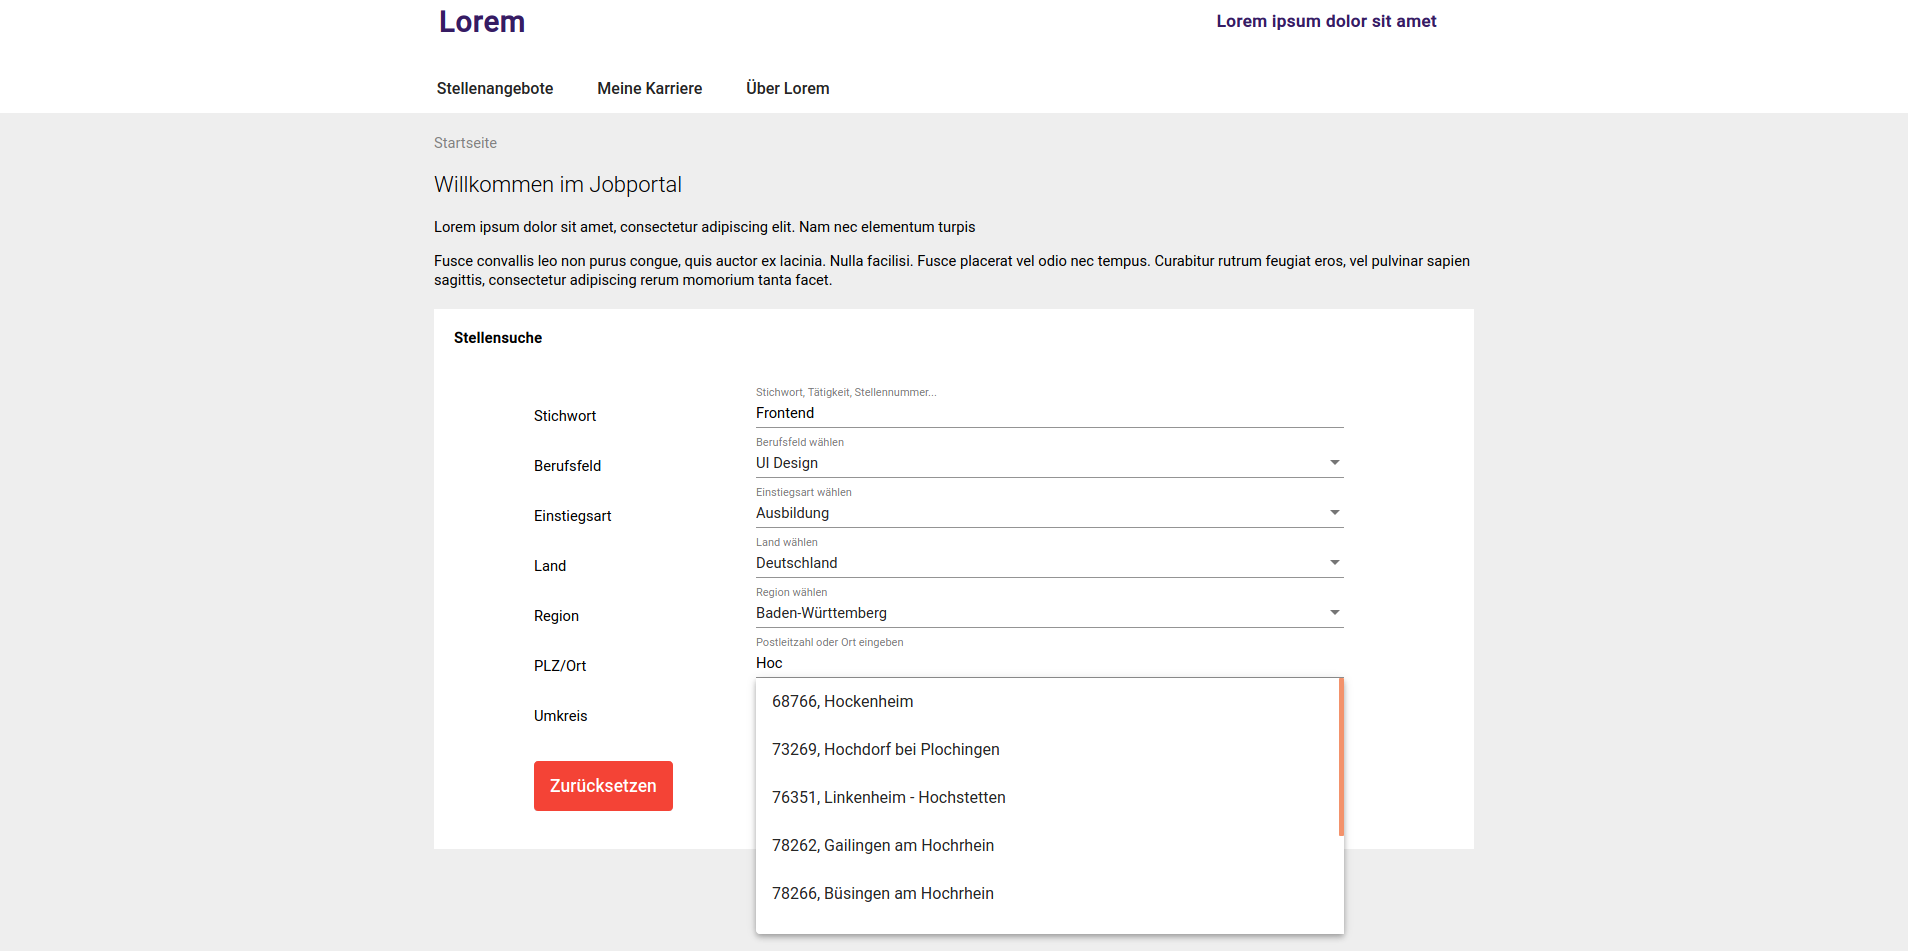 Lorem
Lorem ipsum dolor sit amet
Stellenangebote
Meine Karriere
Über Lorem
Startseite
Willkommen im Jobportal
Lorem ipsum dolor sit amet, consectetur adipiscing elit. Nam nec elementum turpis
Fusce convallis leo non purus congue, quis auctor ex lacinia. Nulla facilisi. Fusce placerat vel odio nec tempus. Curabitur rutrum feugiat eros, vel pulvinar sapien
sagittis, consectetur adipiscing rerum momorium tanta facet.
Stellensuche
Stichwort, Tätigkeit, Stellennummer...
Stichwort
Frontend
Berufsfeld wählen
Berufsfeld
UI Design
Einstiegsart wählen
Einstiegsart
Ausbildung
Land wählen
Land
Deutschland
Region wählen
Region
Baden-Württemberg
Postleitzahl oder Ort eingeben
PLZ/Ort
Hoc
68766, Hockenheim
Umkreis
73269, Hochdorf bei Plochingen
Zurücksetzen
76351, Linkenheim - Hochstetten
78262, Gailingen am Hochrhein
78266, Büsingen am Hochrhein